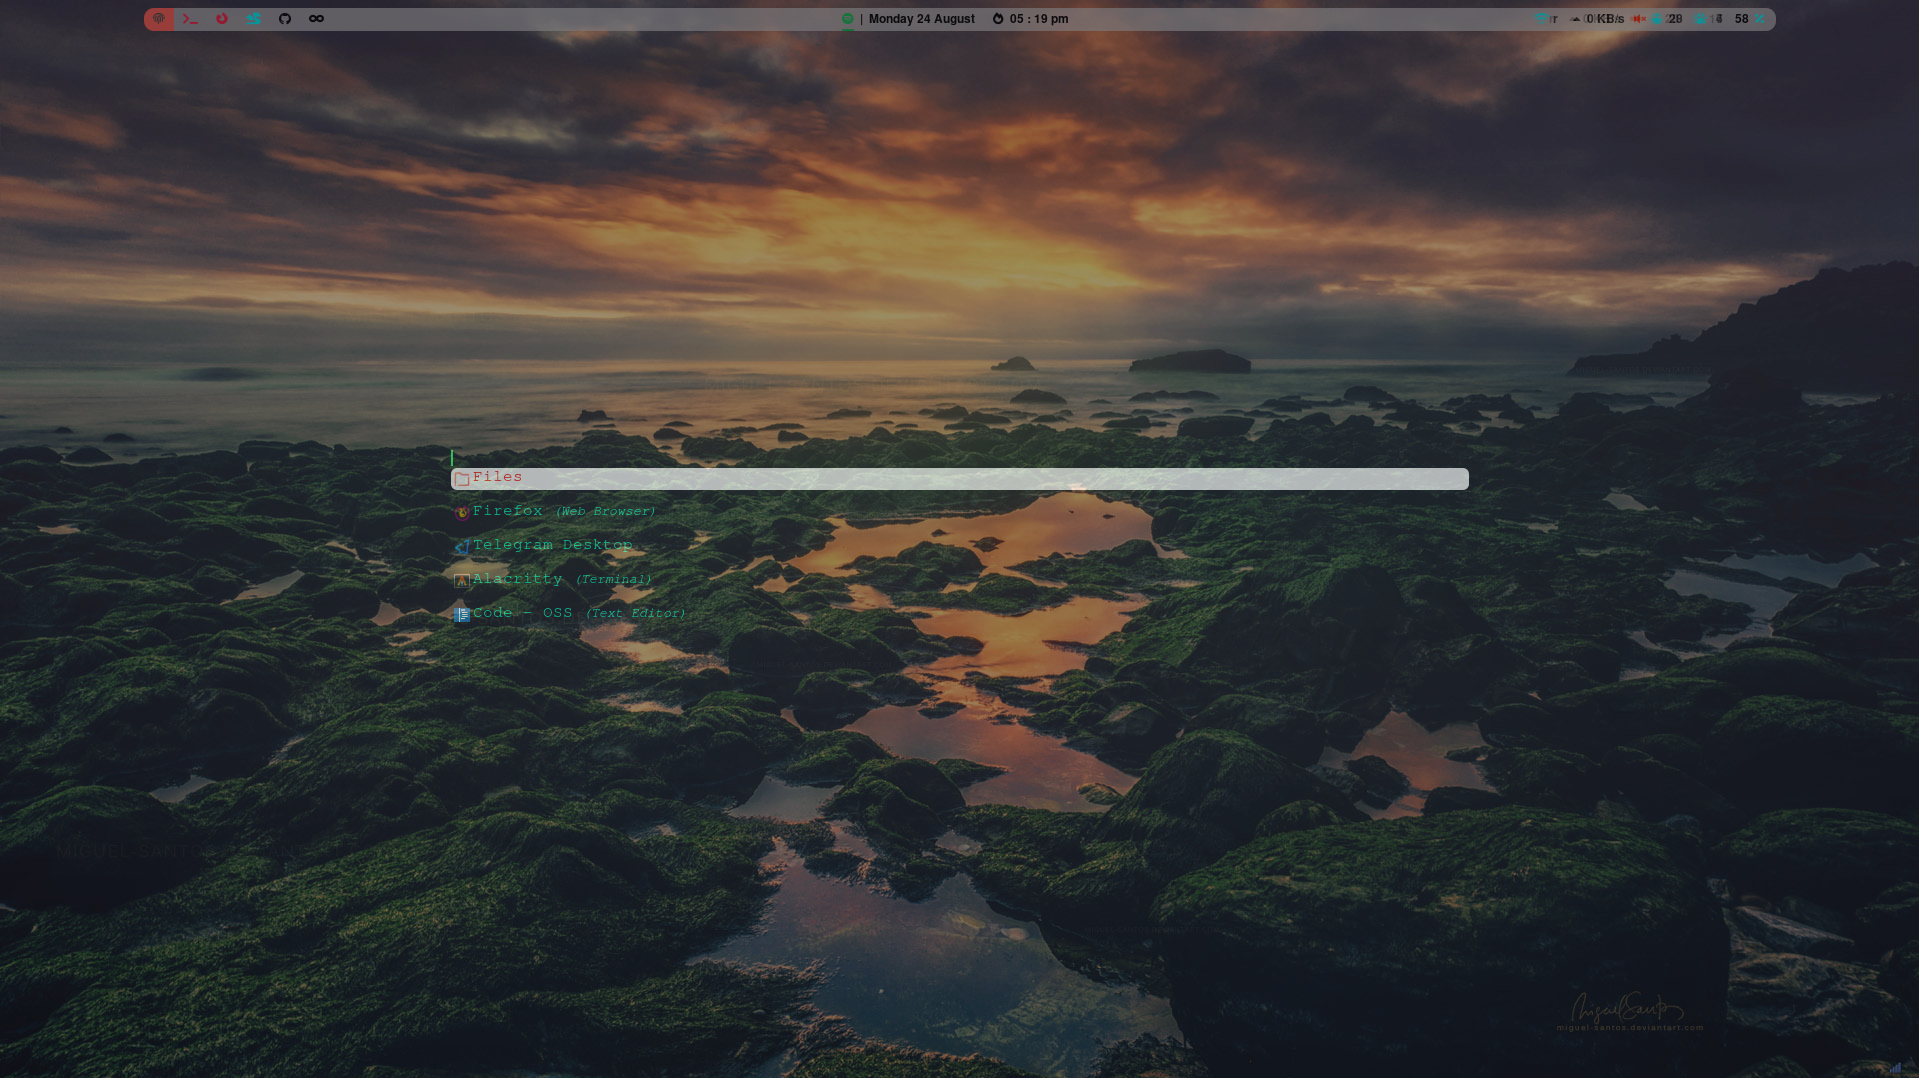 | Monday 24 August 05 : 19 pm
0 KB/s 58
Files
Firefox (Web Browser)
Telegram Desktop
Alacritty (Terminal)
Code - OSS (Text Editor)
miguel-santos.deviantart.com